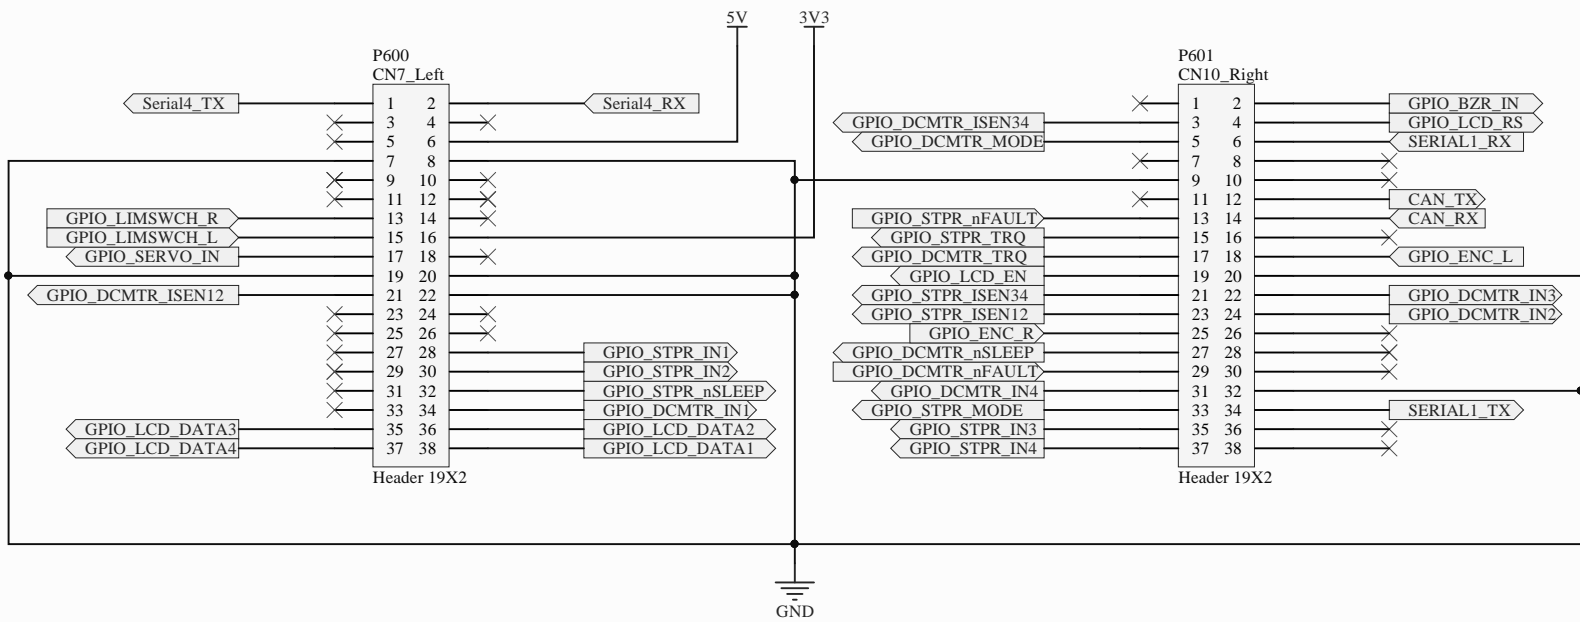 5V 3V3
P600
CN7_Left
Serial4_TX 1 2 Serial4_RX
3 4
5 6
7 8
9 10
11 12
GPIO_LIMSWCH_R 13 14
GPIO_LIMSWCH_L 15 16
GPIO_SERVO_IN 17 18
19 20
GPIO_DCMTR_ISEN12 21 22
23 24
25 26
27 28 GPIO_STPR_IN1
29 30 GPIO_STPR_IN2
31 32 GPIO_STPR_nSLEEP
33 34 GPIO_DCMTR_IN1
GPIO_LCD_DATA3 35 36 GPIO_LCD_DATA2
GPIO_LCD_DATA4 37 38 GPIO_LCD_DATA1
Header 19X2
P601
CN10_Right
1 2 GPIO_BZR_IN
GPIO_DCMTR_ISEN34 3 4 GPIO_LCD_RS
GPIO_DCMTR_MODE 5 6 SERIAL1_RX
7 8
9 10
11 12 CAN_TX
GPIO_STPR_nFAULT 13 14 CAN_RX
GPIO_STPR_TRQ 15 16
GPIO_DCMTR_TRQ 17 18 GPIO_ENC_L
GPIO_LCD_EN 19 20
GPIO_STPR_ISEN34 21 22 GPIO_DCMTR_IN3
GPIO_STPR_ISEN12 23 24 GPIO_DCMTR_IN2
GPIO_ENC_R 25 26
GPIO_DCMTR_nSLEEP 27 28
GPIO_DCMTR_nFAULT 29 30
GPIO_DCMTR_IN4 31 32
GPIO_STPR_MODE 33 34 SERIAL1_TX
GPIO_STPR_IN3 35 36
GPIO_STPR_IN4 37 38
Header 19X2
GND